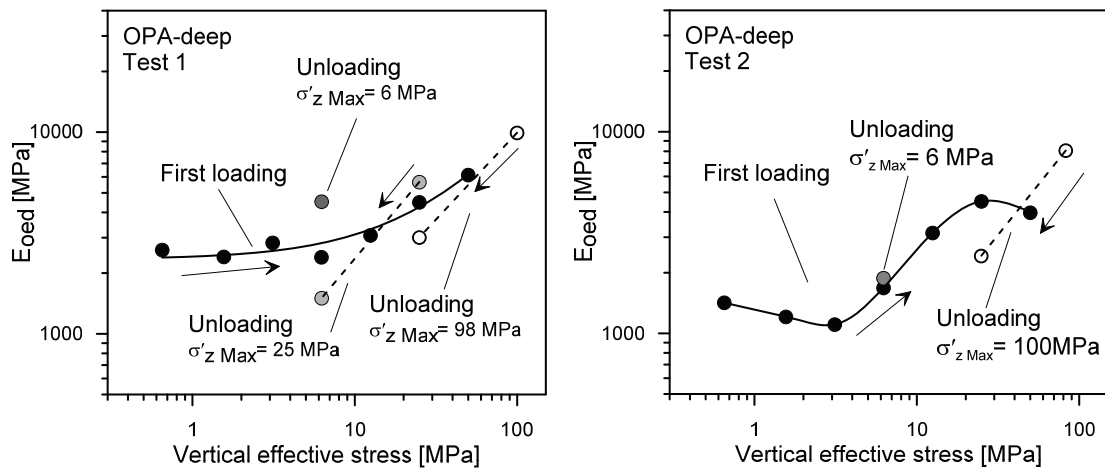 OPA-deep
Test 1
Unloading
σ'z Max= 6 MPa
First loading
Unloading
σ'z Max= 25 MPa
Unloading
σ'z Max= 98 MPa
10000
1000
Eoed [MPa]
1
10
100
Vertical effective stress [MPa]
OPA-deep
Test 2
Unloading
σ'z Max= 6 MPa
First loading
Unloading
σ'z Max= 100MPa
10000
1000
Eoed [MPa]
1
10
100
Vertical effective stress [MPa]